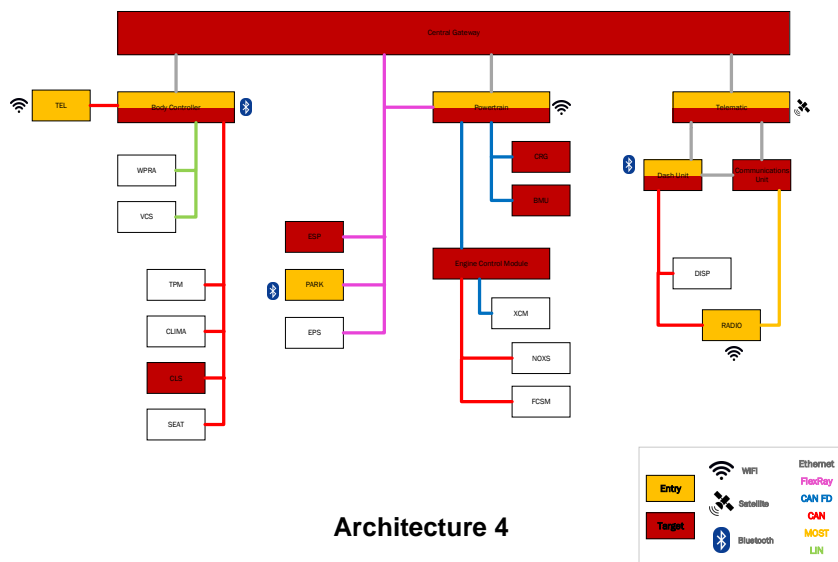 Central Gateway
TEL
Body Controller
Powertrain
Telematic
WPRA
VCS
CRG
BMU
Dash Unit
Communications
Unit
ESP
PARK
EPS
Engine Control Module
XCM
NOXS
FCSM
DISP
RADIO
TPM
CLIMA
CLS
SEAT
Architecture 4
Entry
Target
WiFi
Satellite
Bluetooth
Ethernet
FlexRay
CAN FD
CAN
MOST
LIN